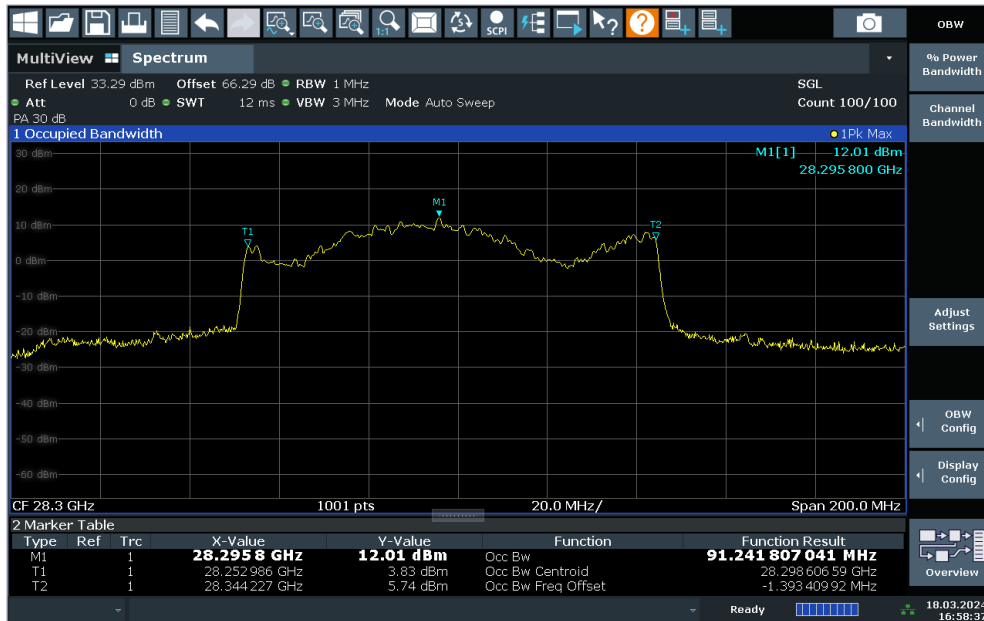 1:1
SCPI
?
?
OBW
MultiView Spectrum
Ref Level 33.29 dBm Offset 66.29 dB RBW 1 MHz SGL
Att 0 dB SWT 12 ms VBW 3 MHz Mode Auto Sweep Count 100/100
PA 30 dB
1 Occupied Bandwidth 1Pk Max
30 dBm
M1[1] 12.01 dBm
28.295 800 GHz
20 dBm
M1
10 dBm
T1
T2
0 dBm
-10 dBm
-20 dBm
-30 dBm
-40 dBm
-50 dBm
-60 dBm
CF 28.3 GHz 1001 pts 20.0 MHz/ Span 200.0 MHz
2 Marker Table
Type Ref Trc X-Value Y-Value Function Function Result
M1 1 28.295 8 GHz 12.01 dBm Occ Bw 91.241 807 041 MHz
T1 1 28.252 986 GHz 3.83 dBm Occ Bw Centroid 28.298 606 59 GHz
T2 1 28.344 227 GHz 5.74 dBm Occ Bw Freq Offset -1.393 409 92 MHz
% Power
Bandwidth
Channel
Bandwidth
Adjust
Settings
OBW
Config
Display
Config
Overview
Ready
18.03.2024
16:58:37